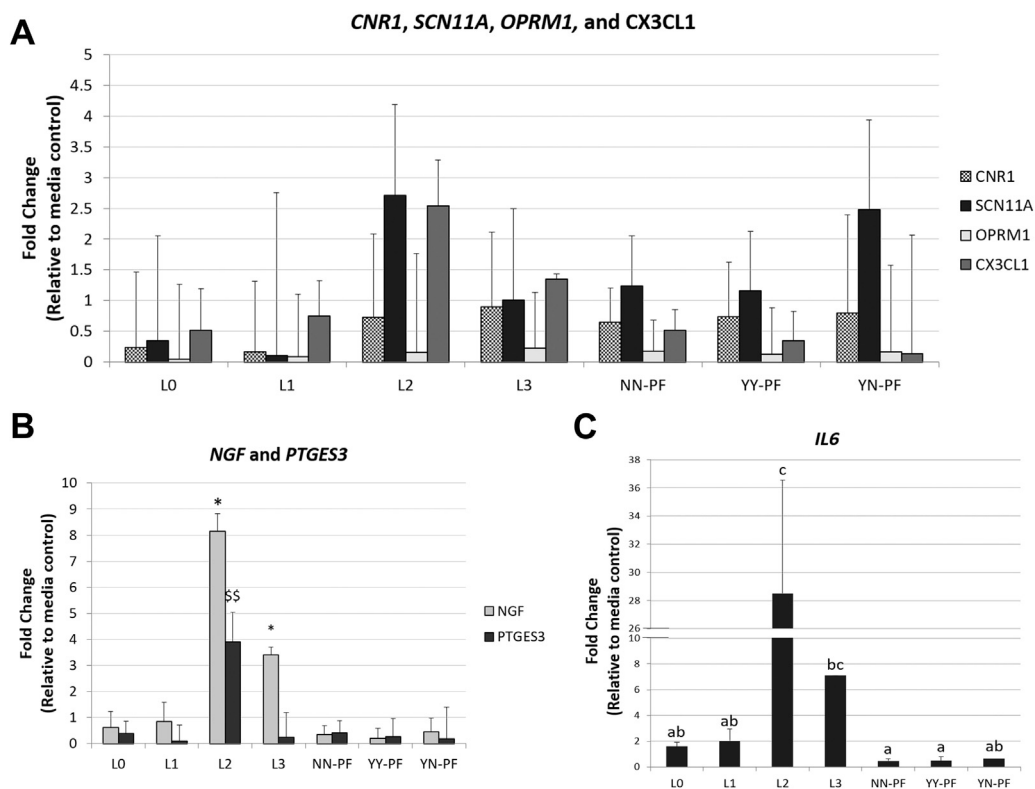 A
CNR1, SCN11A, OPRM1, and CX3CL1
Fold Change
(Relative to media control)
5
4.5
4
3.5
3
2.5
2
1.5
1
0.5
0
L0 L1 L2 L3 NN-PF YY-PF YN-PF
CNR1
SCN11A
OPRM1
CX3CL1
B
NGF and PTGES3
Fold Change
(Relative to media control)
10
9
8
7
6
5
4
3
2
1
0
*
$$
*
L0 L1 L2 L3 NN-PF YY-PF YN-PF
NGF
PTGES3
C
IL6
Fold Change
(Relative to media control)
38
36
34
32
30
28
26
10
8
6
4
2
0
ab ab c bc a a ab
L0 L1 L2 L3 NN-PF YY-PF YN-PF